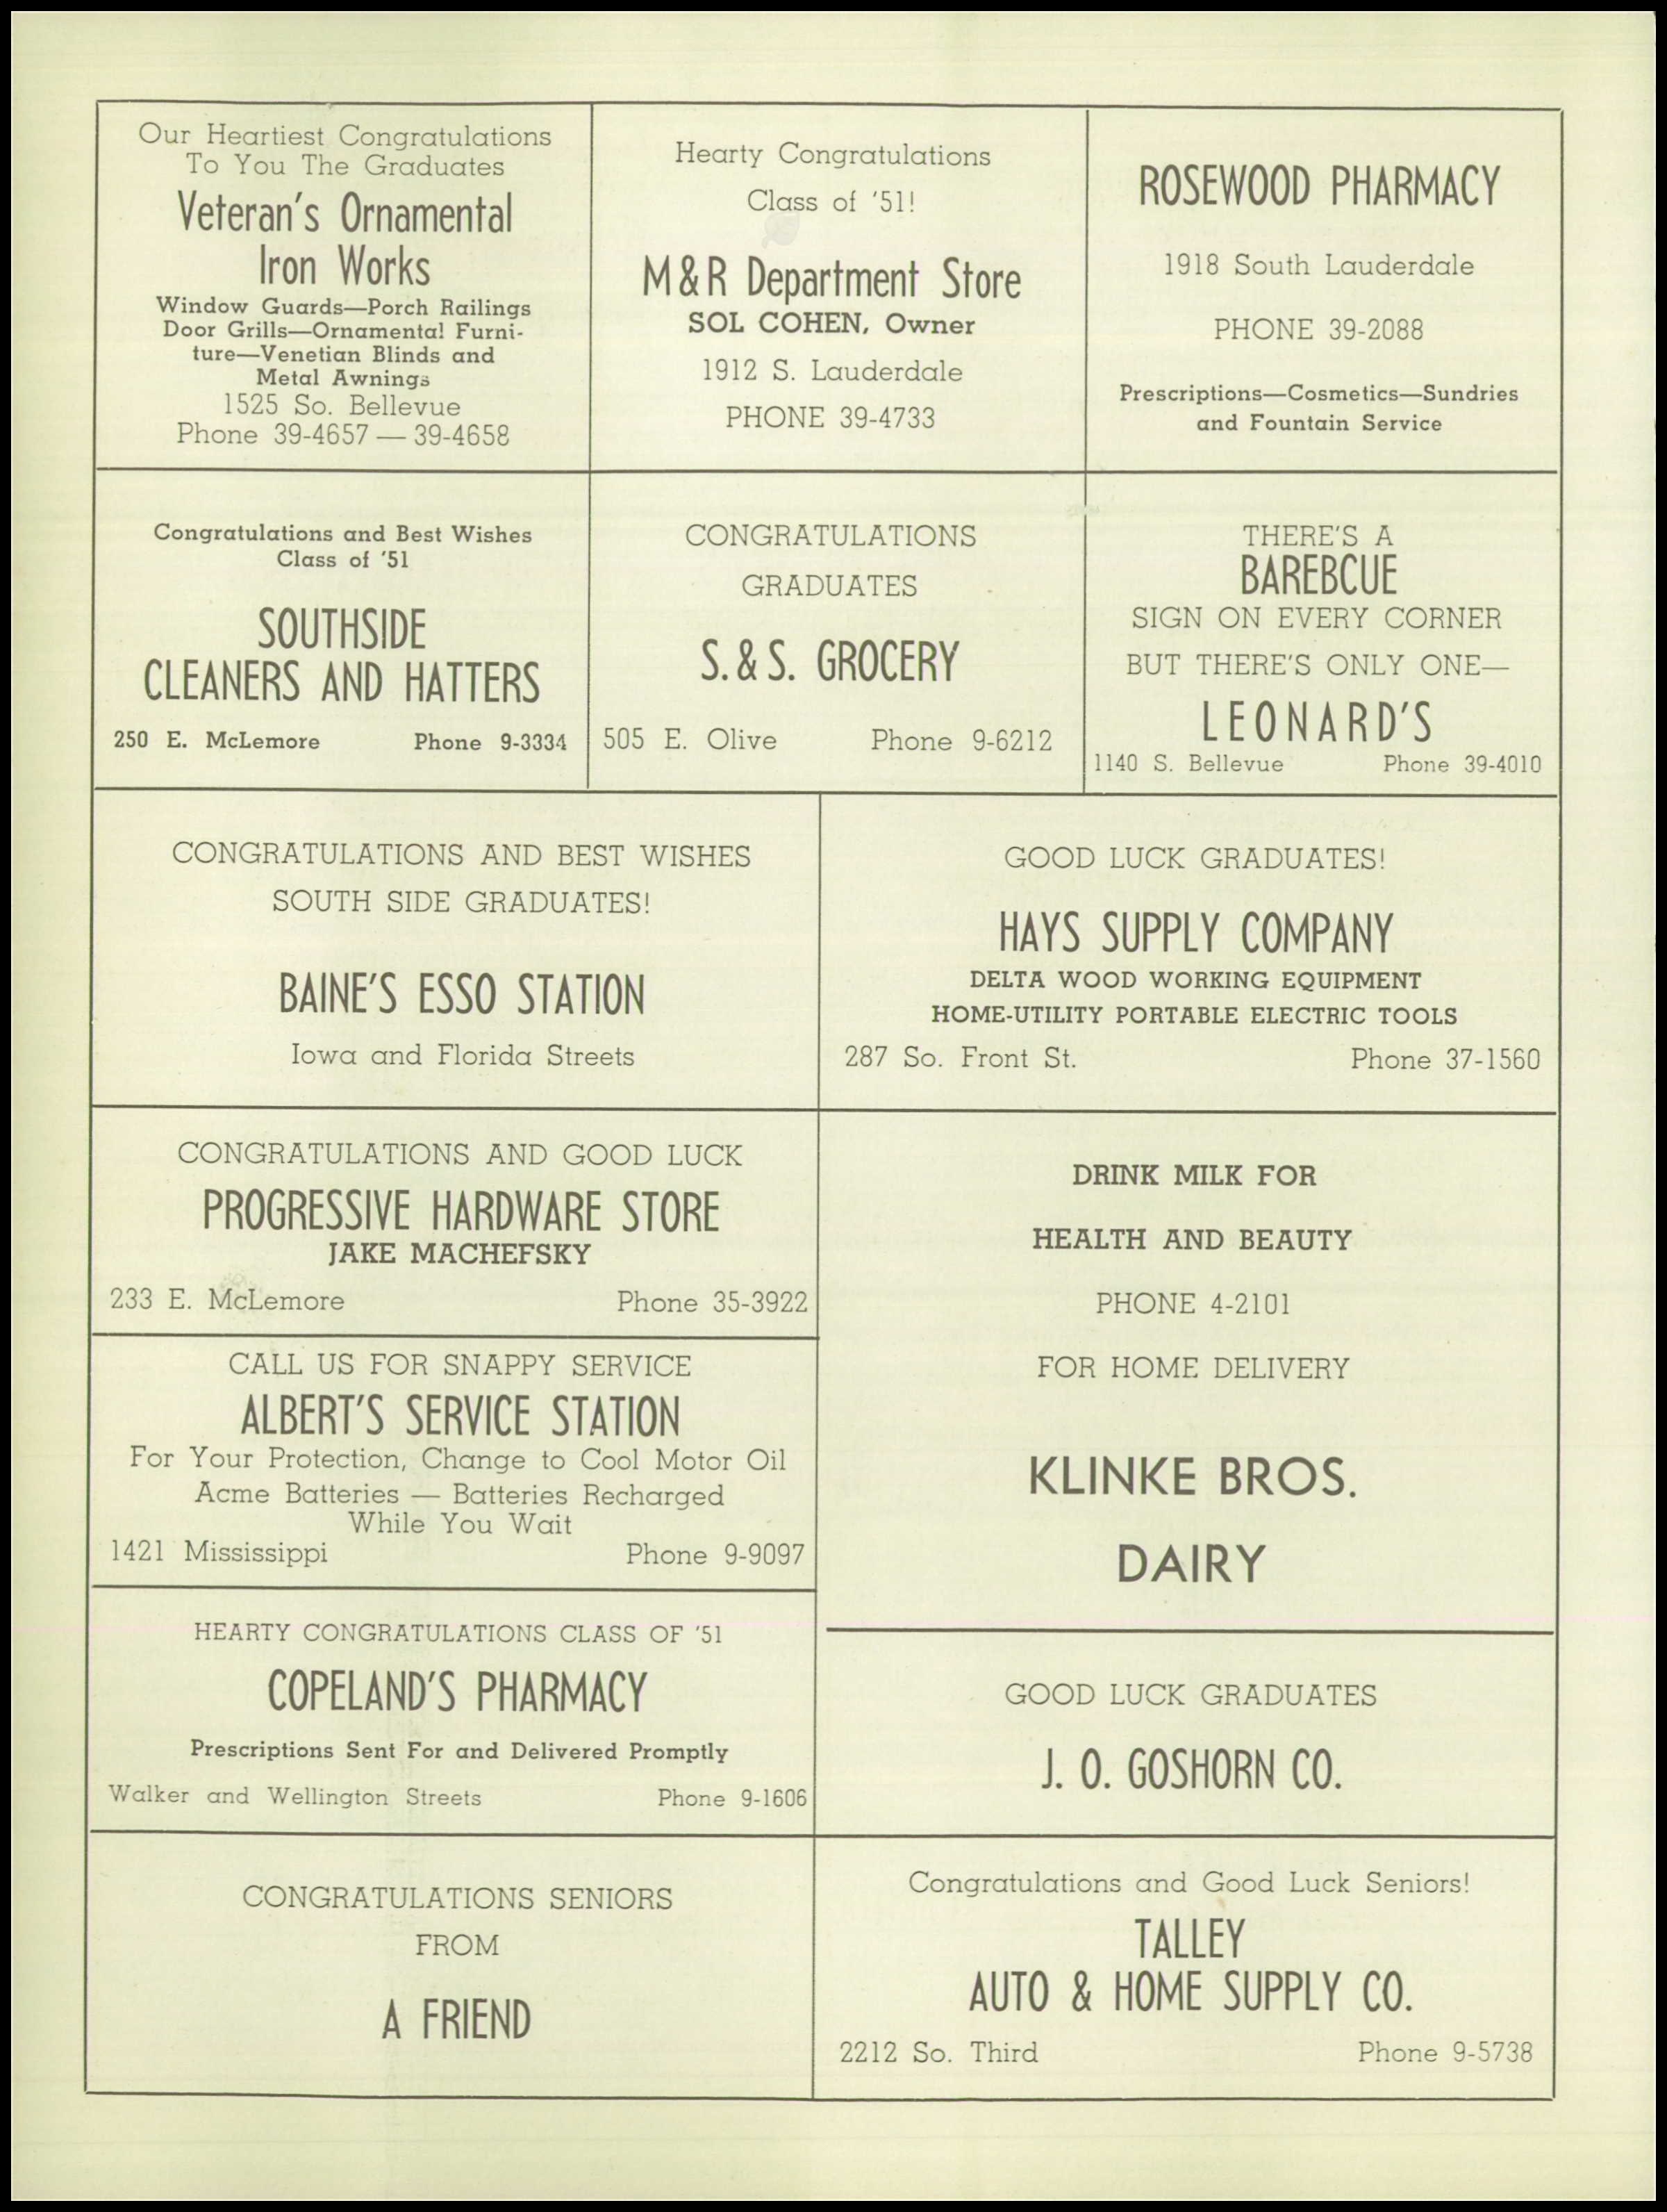 Our Heartiest Congratulations
To You The Graduates
Veteran's Ornamental
Iron Works
Window Guards—Porch Railings
Door Grills—Ornamental Furni-
ture—Venetian Blinds and
Metal Awnings
1525 So. Bellevue
Phone 39-4657 — 39-4658
Hearty Congratulations
Class of '51!
M & R Department Store
SOL COHEN, Owner
1912 S. Lauderdale
PHONE 39-4733
ROSEWOOD PHARMACY
1918 South Lauderdale
PHONE 39-2088
Prescriptions—Cosmetics—Sundries
and Fountain Service
Congratulations and Best Wishes
Class of '51
SOUTHSIDE
CLEANERS AND HATTERS
250 E. McLemore Phone 9-3334
CONGRATULATIONS
GRADUATES
S. & S. GROCERY
505 E. Olive Phone 9-6212
THERE'S A
BAREBCUE
SIGN ON EVERY CORNER
BUT THERE'S ONLY ONE—
LEONARD'S
1140 S. Bellevue Phone 39-4010
CONGRATULATIONS AND BEST WISHES
SOUTH SIDE GRADUATES!
BAINE'S ESSO STATION
Iowa and Florida Streets
GOOD LUCK GRADUATES!
HAYS SUPPLY COMPANY
DELTA WOOD WORKING EQUIPMENT
HOME-UTILITY PORTABLE ELECTRIC TOOLS
287 So. Front St. Phone 37-1560
CONGRATULATIONS AND GOOD LUCK
PROGRESSIVE HARDWARE STORE
JAKE MACHEFSKY
233 E. McLemore Phone 35-3922
CALL US FOR SNAPPY SERVICE
ALBERT'S SERVICE STATION
For Your Protection, Change to Cool Motor Oil
Acme Batteries — Batteries Recharged
While You Wait
1421 Mississippi Phone 9-9097
HEARTY CONGRATULATIONS CLASS OF '51
COPELAND'S PHARMACY
Prescriptions Sent For and Delivered Promptly
Walker and Wellington Streets Phone 9-1606
DRINK MILK FOR
HEALTH AND BEAUTY
PHONE 4-2101
FOR HOME DELIVERY
KLINKE BROS.
DAIRY
GOOD LUCK GRADUATES
J. O. GOSHORN CO.
CONGRATULATIONS SENIORS
FROM
A FRIEND
Congratulations and Good Luck Seniors!
TALLEY
AUTO & HOME SUPPLY CO.
2212 So. Third Phone 9-5738